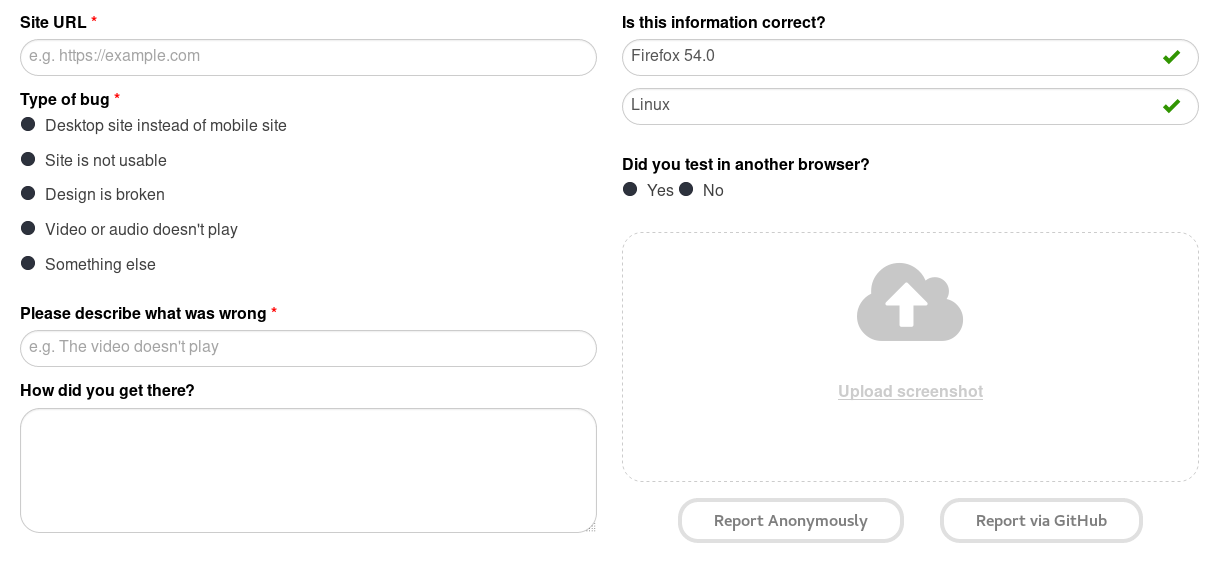 Site URL *
e.g. https://example.com
Type of bug *
Desktop site instead of mobile site
Site is not usable
Design is broken
Video or audio doesn't play
Something else
Please describe what was wrong *
e.g. The video doesn't play
How did you get there?
Is this information correct?
Firefox 54.0
Linux
Did you test in another browser?
Yes No
Upload screenshot
Report Anonymously
Report via GitHub